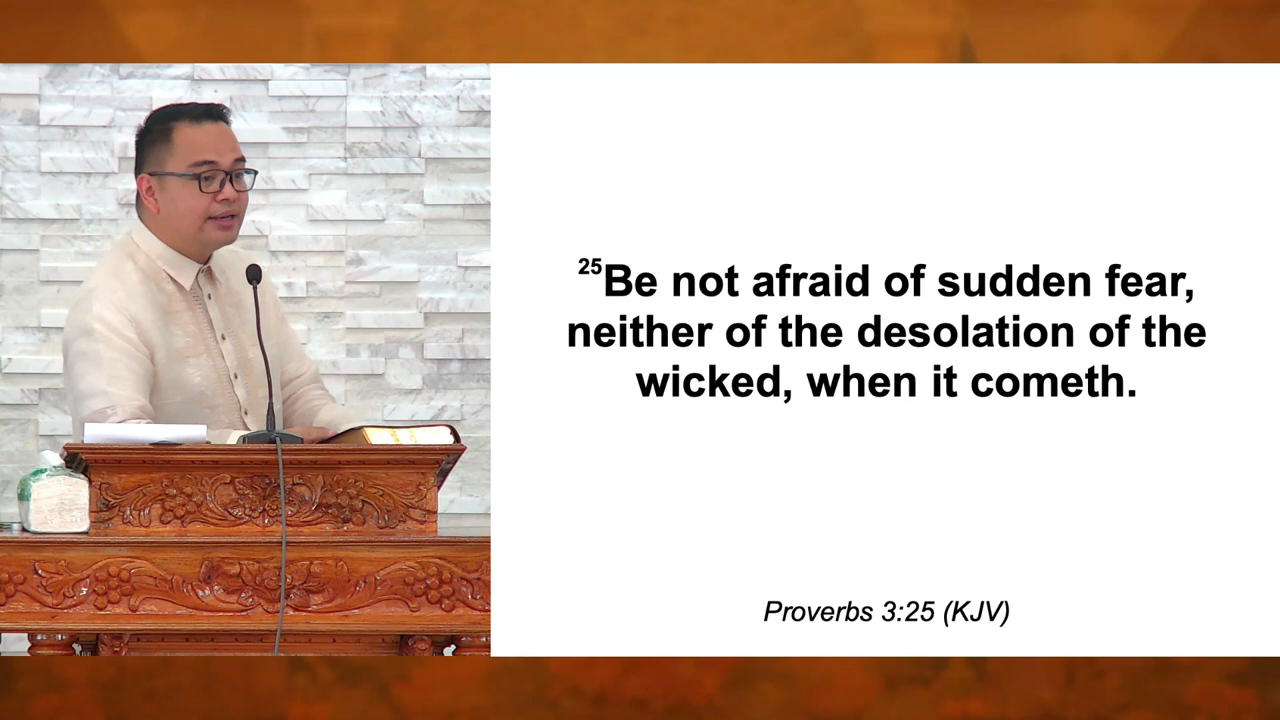 25Be not afraid of sudden fear,
neither of the desolation of the
wicked, when it cometh.
Proverbs 3:25 (KJV)